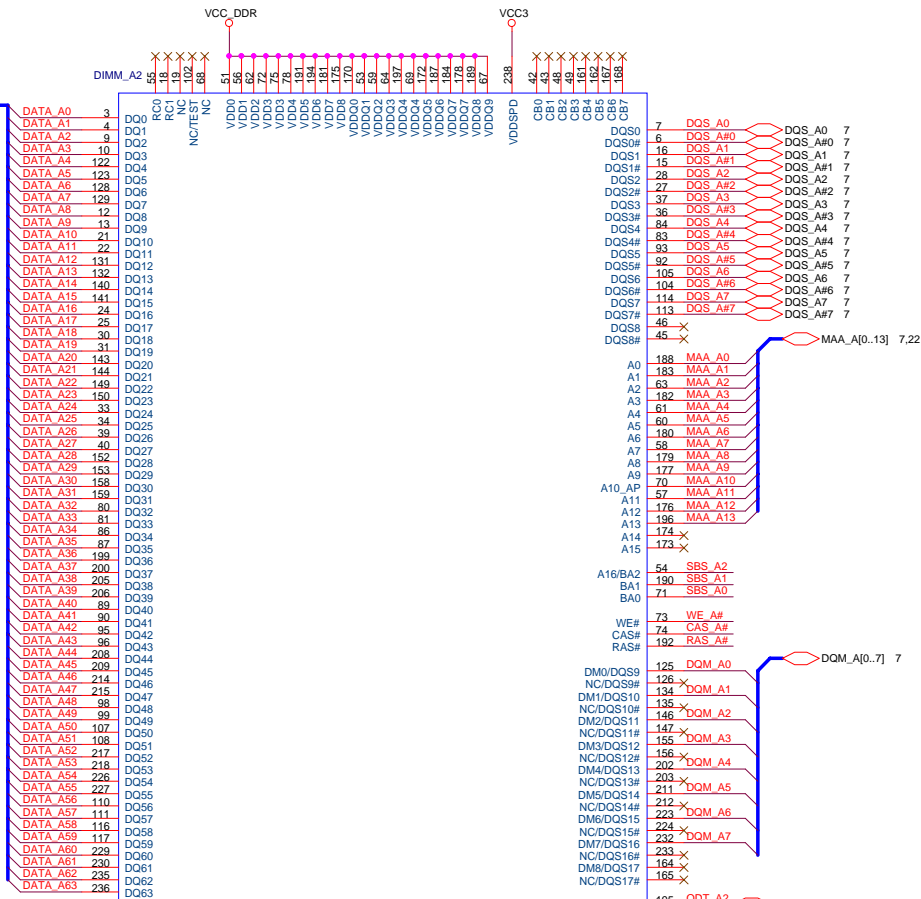 VCC_DDR
VCC3
DIMM_A2
55 18 19 102 68 51 56 62 72 75 78 191 194 181 175 170 53 59 64 197 69 172 187 184 178 189 67 238 42 43 48 49 161 162 167 168
RC0 RC1 NC NC/TEST NC VDD0 VDD1 VDD2 VDD3 VDD3 VDD4 VDD5 VDD6 VDD7 VDD8 VDDQ0 VDDQ1 VDDQ2 VDDQ3 VDDQ4 VDDQ4 VDDQ5 VDDQ6 VDDQ7 VDDQ7 VDDQ8 VDDQ9 VDDSPD CB0 CB1 CB2 CB3 CB4 CB5 CB6 CB7
DATA_A0 3 DQ0
DATA_A1 4 DQ1
DATA_A2 9 DQ2
DATA_A3 10 DQ3
DATA_A4 122 DQ4
DATA_A5 123 DQ5
DATA_A6 128 DQ6
DATA_A7 129 DQ7
DATA_A8 12 DQ8
DATA_A9 13 DQ9
DATA_A10 21 DQ10
DATA_A11 22 DQ11
DATA_A12 131 DQ12
DATA_A13 132 DQ13
DATA_A14 140 DQ14
DATA_A15 141 DQ15
DATA_A16 24 DQ16
DATA_A17 25 DQ17
DATA_A18 30 DQ18
DATA_A19 31 DQ19
DATA_A20 143 DQ20
DATA_A21 144 DQ21
DATA_A22 149 DQ22
DATA_A23 150 DQ23
DATA_A24 33 DQ24
DATA_A25 34 DQ25
DATA_A26 39 DQ26
DATA_A27 40 DQ27
DATA_A28 152 DQ28
DATA_A29 153 DQ29
DATA_A30 158 DQ30
DATA_A31 159 DQ31
DATA_A32 80 DQ32
DATA_A33 81 DQ33
DATA_A34 86 DQ34
DATA_A35 87 DQ35
DATA_A36 199 DQ36
DATA_A37 200 DQ37
DATA_A38 205 DQ38
DATA_A39 206 DQ39
DATA_A40 89 DQ40
DATA_A41 90 DQ41
DATA_A42 95 DQ42
DATA_A43 96 DQ43
DATA_A44 208 DQ44
DATA_A45 209 DQ45
DATA_A46 214 DQ46
DATA_A47 215 DQ47
DATA_A48 98 DQ48
DATA_A49 99 DQ49
DATA_A50 107 DQ50
DATA_A51 108 DQ51
DATA_A52 217 DQ52
DATA_A53 218 DQ53
DATA_A54 226 DQ54
DATA_A55 227 DQ55
DATA_A56 110 DQ56
DATA_A57 111 DQ57
DATA_A58 116 DQ58
DATA_A59 117 DQ59
DATA_A60 229 DQ60
DATA_A61 230 DQ61
DATA_A62 235 DQ62
DATA_A63 236 DQ63
DQS0 7 DQS_A0 DQS_A0 7
DQS0# 6 DQS_A#0 DQS_A#0 7
DQS1 16 DQS_A1 DQS_A1 7
DQS1# 15 DQS_A#1 DQS_A#1 7
DQS2 28 DQS_A2 DQS_A2 7
DQS2# 27 DQS_A#2 DQS_A#2 7
DQS3 37 DQS_A3 DQS_A3 7
DQS3# 36 DQS_A#3 DQS_A#3 7
DQS4 84 DQS_A4 DQS_A4 7
DQS4# 83 DQS_A#4 DQS_A#4 7
DQS5 93 DQS_A5 DQS_A5 7
DQS5# 92 DQS_A#5 DQS_A#5 7
DQS6 105 DQS_A6 DQS_A6 7
DQS6# 104 DQS_A#6 DQS_A#6 7
DQS7 114 DQS_A7 DQS_A7 7
DQS7# 113 DQS_A#7 DQS_A#7 7
DQS8 46
DQS8# 45
MAA_A[0..13] 7,22
A0 188 MAA_A0
A1 183 MAA_A1
A2 63 MAA_A2
A3 182 MAA_A3
A4 61 MAA_A4
A5 60 MAA_A5
A6 180 MAA_A6
A7 58 MAA_A7
A8 179 MAA_A8
A9 177 MAA_A9
A10_AP 70 MAA_A10
A11 57 MAA_A11
A12 176 MAA_A12
A13 196 MAA_A13
A14 174
A15 173
A16/BA2 54 SBS_A2
BA1 190 SBS_A1
BA0 71 SBS_A0
WE# 73 WE_A#
CAS# 74 CAS_A#
RAS# 192 RAS_A#
DQM_A[0..7] 7
DM0/DQS9 125 DQM_A0
NC/DQS9# 126
DM1/DQS10 134 DQM_A1
NC/DQS10# 135
DM2/DQS11 146 DQM_A2
NC/DQS11# 147
DM3/DQS12 155 DQM_A3
NC/DQS12# 156
DM4/DQS13 202 DQM_A4
NC/DQS13# 203
DM5/DQS14 211 DQM_A5
NC/DQS14# 212
DM6/DQS15 223 DQM_A6
NC/DQS15# 224
DM7/DQS16 232 DQM_A7
NC/DQS16# 233
DM8/DQS17 164
NC/DQS17# 165
195 ODT_A2